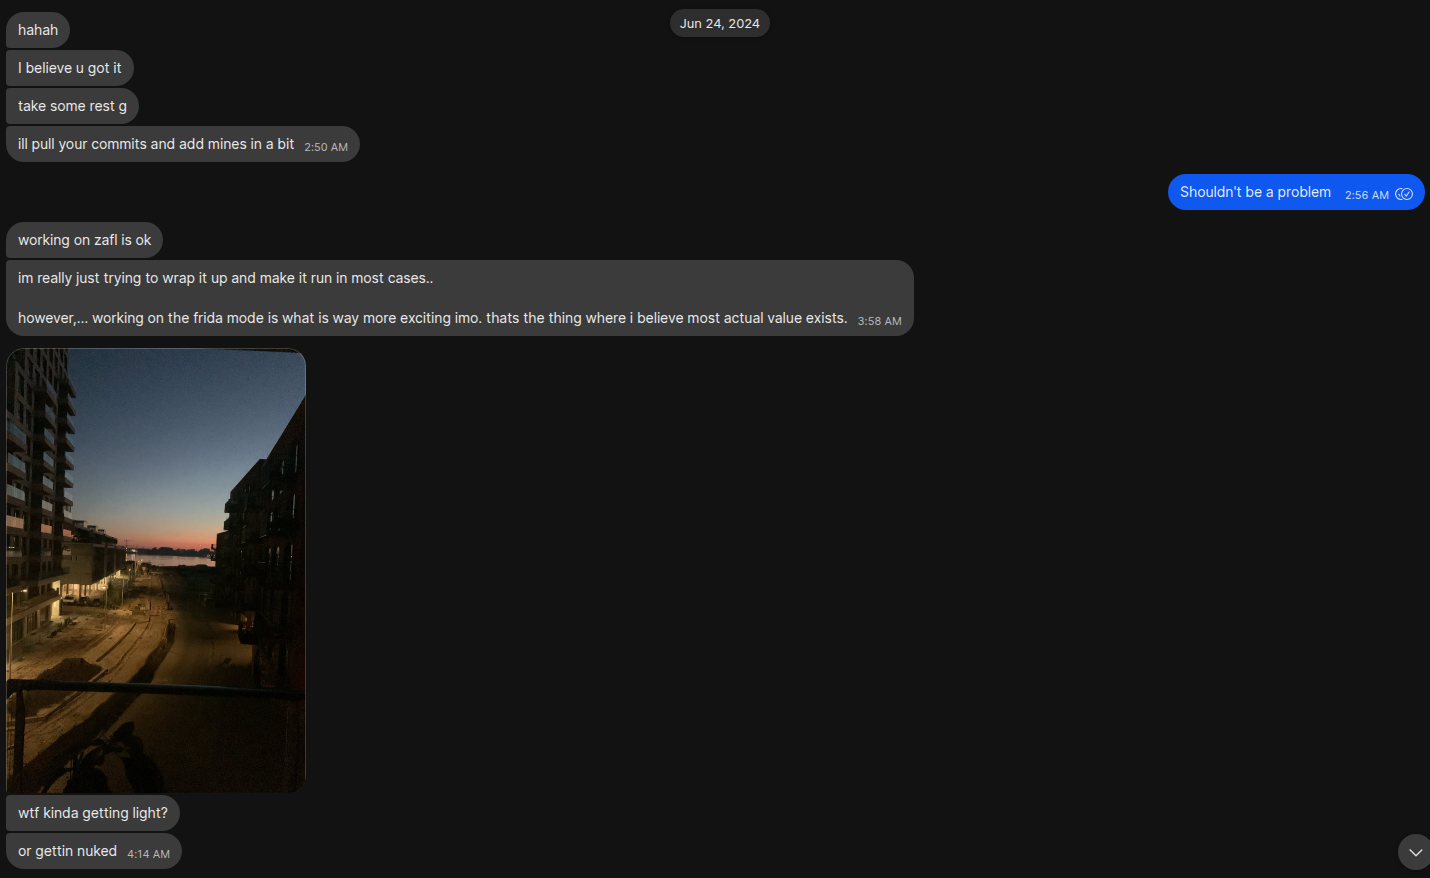 Jun 24, 2024
hahah
I believe u got it
take some rest g
ill pull your commits and add mines in a bit 2:50 AM
Shouldn't be a problem 2:56 AM
working on zafl is ok
im really just trying to wrap it up and make it run in most cases..
however,... working on the frida mode is what is way more exciting imo. thats the thing where i believe most actual value exists. 3:58 AM
wtf kinda getting light?
or gettin nuked 4:14 AM